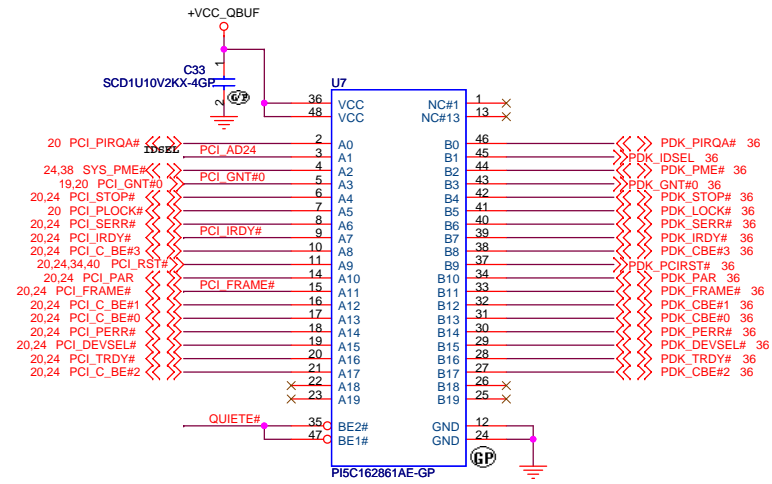 +VCC_QBUF
1
C33
SCD1U10V2KX-4GP
2
G/P
U7
36 VCC NC#1 1
48 VCC NC#13 13
20 PCI_PIRQA# 2 A0 B0 46 PDK_PIRQA# 36
IDSEL PCI_AD24 3 A1 B1 45 PDK_IDSEL 36
24,38 SYS_PME# 4 A2 B2 44 PDK_PME# 36
19,20 PCI_GNT#0 PCI_GNT#0 5 A3 B3 43 PDK_GNT#0 36
20,24 PCI_STOP# 6 A4 B4 42 PDK_STOP# 36
20 PCI_PLOCK# 7 A5 B5 41 PDK_LOCK# 36
20,24 PCI_SERR# 8 A6 B6 40 PDK_SERR# 36
20,24 PCI_IRDY# PCI_IRDY# 9 A7 B7 39 PDK_IRDY# 36
20,24 PCI_C_BE#3 10 A8 B8 38 PDK_CBE#3 36
20,24,34,40 PCI_RST# 11 A9 B9 37 PDK_PCIRST# 36
20,24 PCI_PAR 14 A10 B10 34 PDK_PAR 36
20,24 PCI_FRAME# PCI_FRAME# 15 A11 B11 33 PDK_FRAME# 36
20,24 PCI_C_BE#1 16 A12 B12 32 PDK_CBE#1 36
20,24 PCI_C_BE#0 17 A13 B13 31 PDK_CBE#0 36
20,24 PCI_PERR# 18 A14 B14 30 PDK_PERR# 36
20,24 PCI_DEVSEL# 19 A15 B15 29 PDK_DEVSEL# 36
20,24 PCI_TRDY# 20 A16 B16 28 PDK_TRDY# 36
20,24 PCI_C_BE#2 21 A17 B17 27 PDK_CBE#2 36
22 A18 B18 26
23 A19 B19 25
QUIETE# 35 BE2# GND 12
47 BE1# GND 24
GP
PI5C162861AE-GP